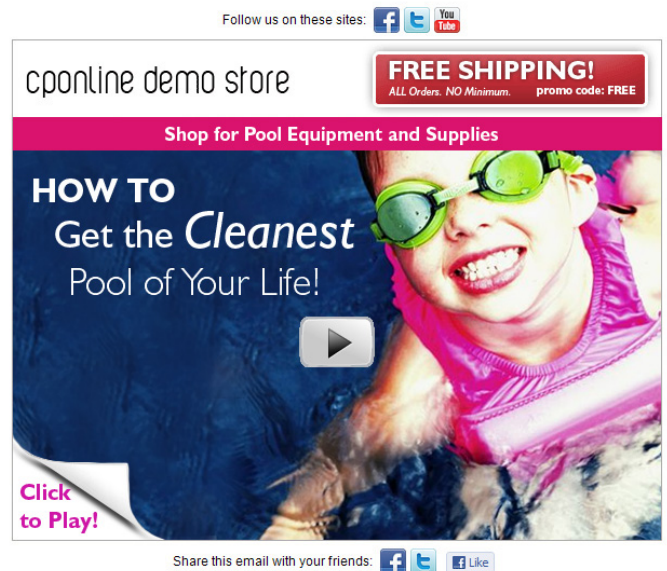 Follow us on these sites:
You
Tube
cponline demo store
FREE SHIPPING!
ALL Orders. NO Minimum. promo code: FREE
Shop for Pool Equipment and Supplies
HOW TO
Get the Cleanest
Pool of Your Life!
Click
to Play!
Share this email with your friends:
Like